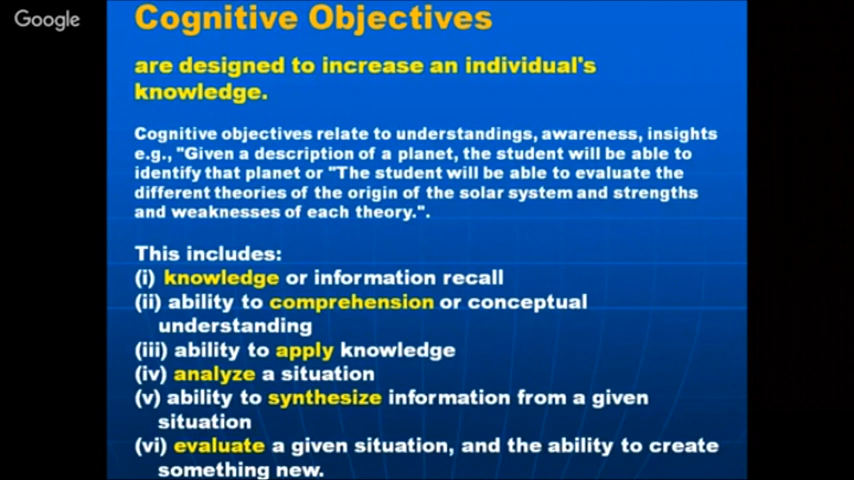 Google
Cognitive Objectives
are designed to increase an individual's
knowledge.
Cognitive objectives relate to understandings, awareness, insights
e.g., "Given a description of a planet, the student will be able to
identify that planet or "The student will be able to evaluate the
different theories of the origin of the solar system and strengths
and weaknesses of each theory.".
This includes:
(i) knowledge or information recall
(ii) ability to comprehension or conceptual
understanding
(iii) ability to apply knowledge
(iv) analyze a situation
(v) ability to synthesize information from a given
situation
(vi) evaluate a given situation, and the ability to create
something new.